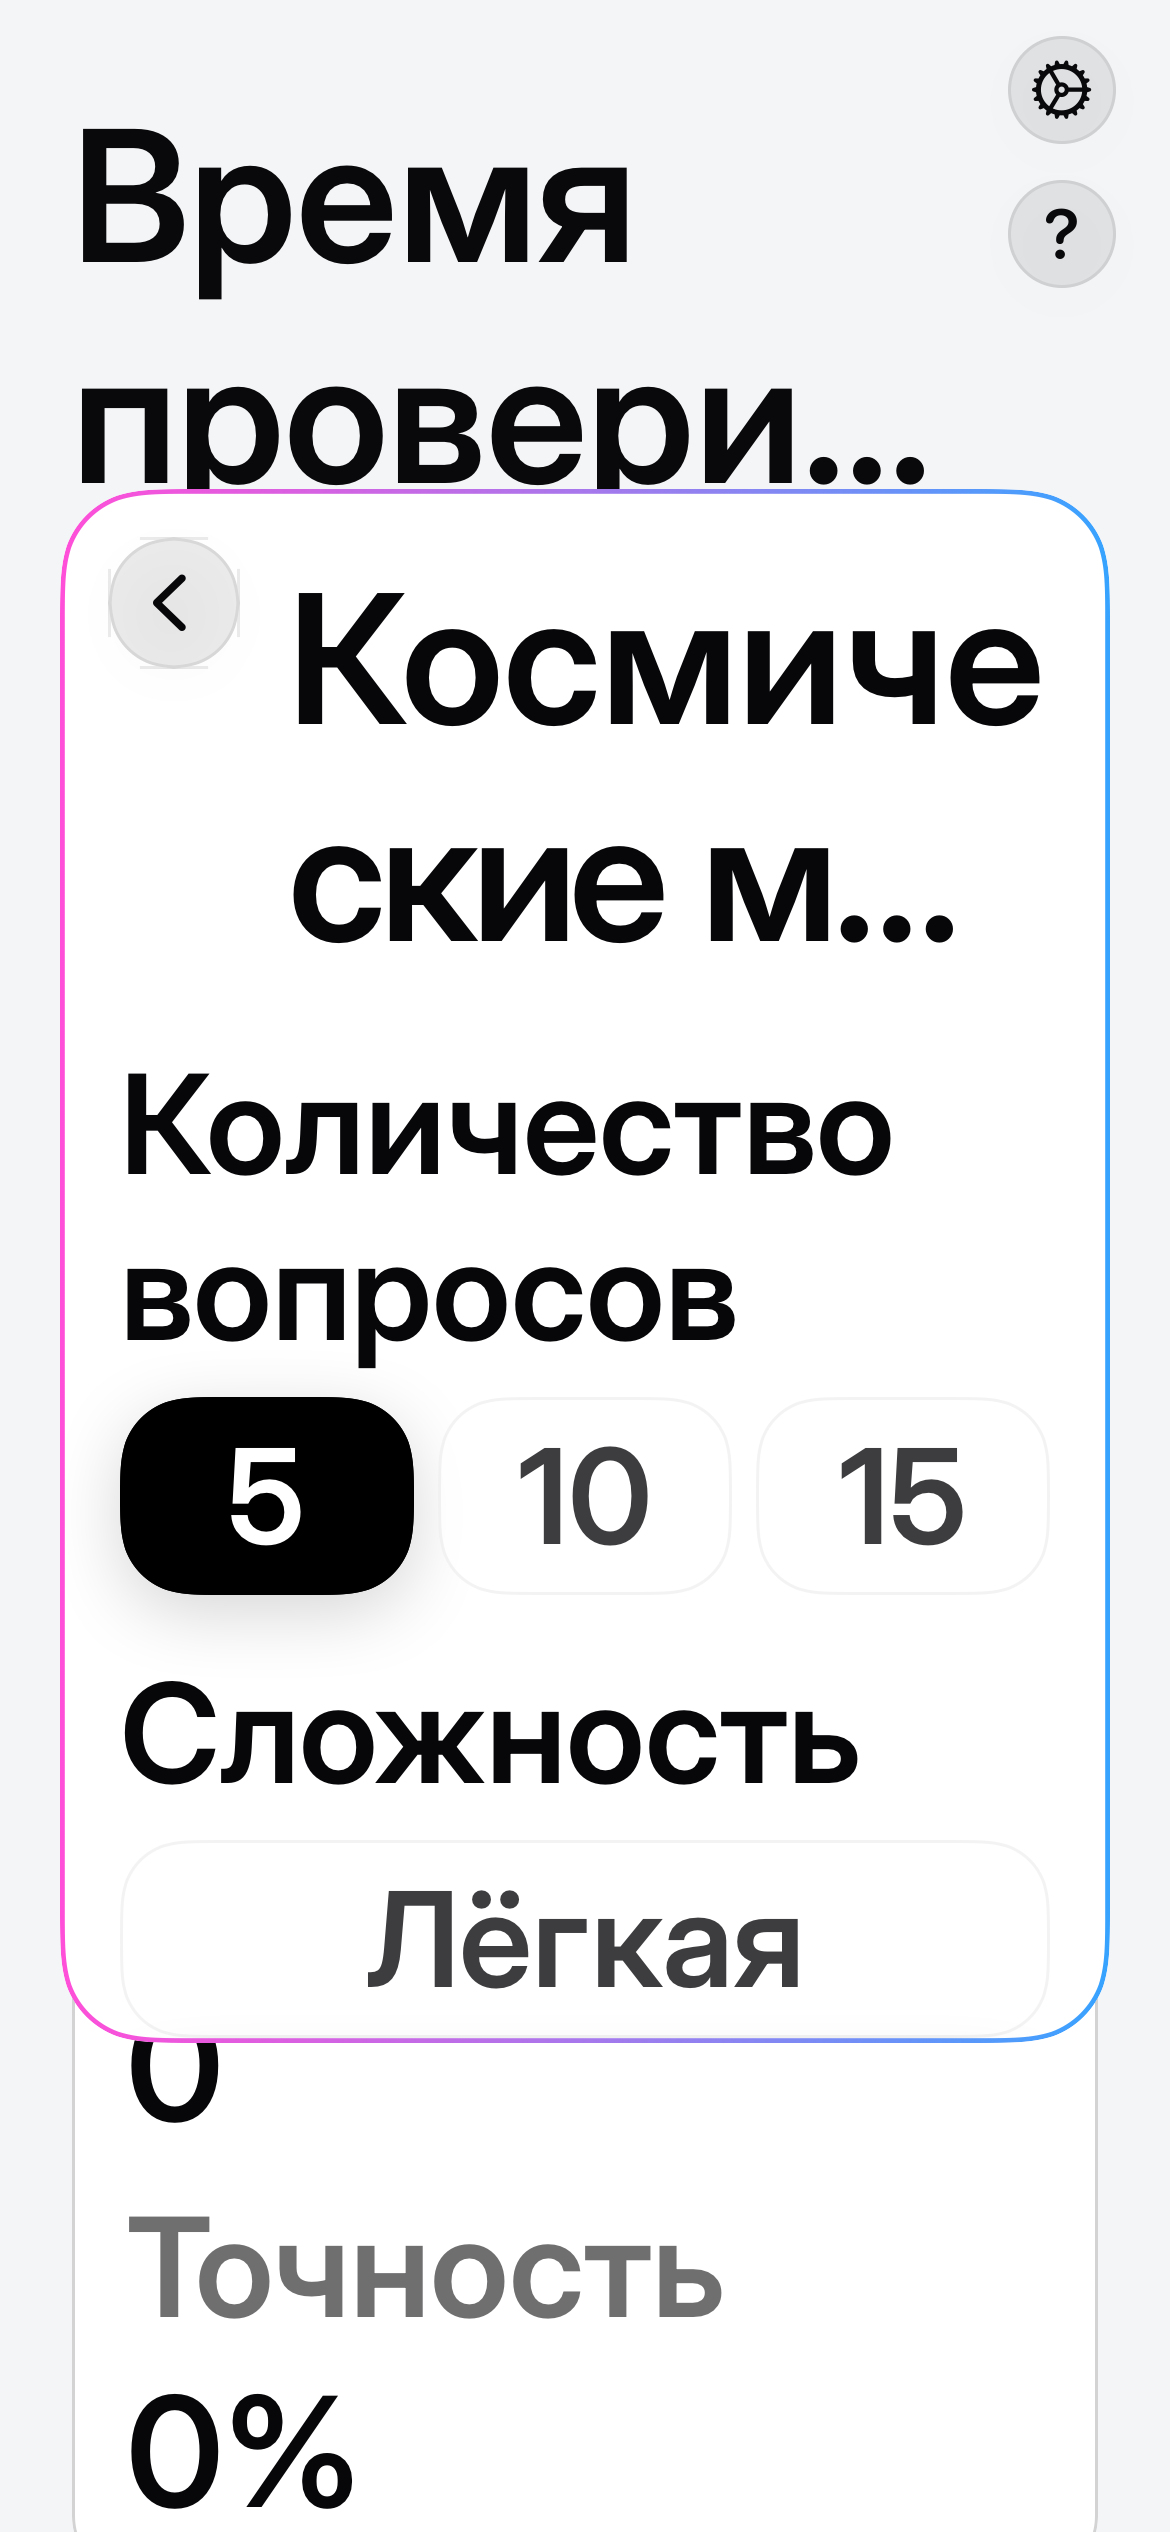 Время
провери...
?
Космиче
ские м...
Количество
вопросов
5 10 15
Сложность
Лёгкая
0
Точность
0%